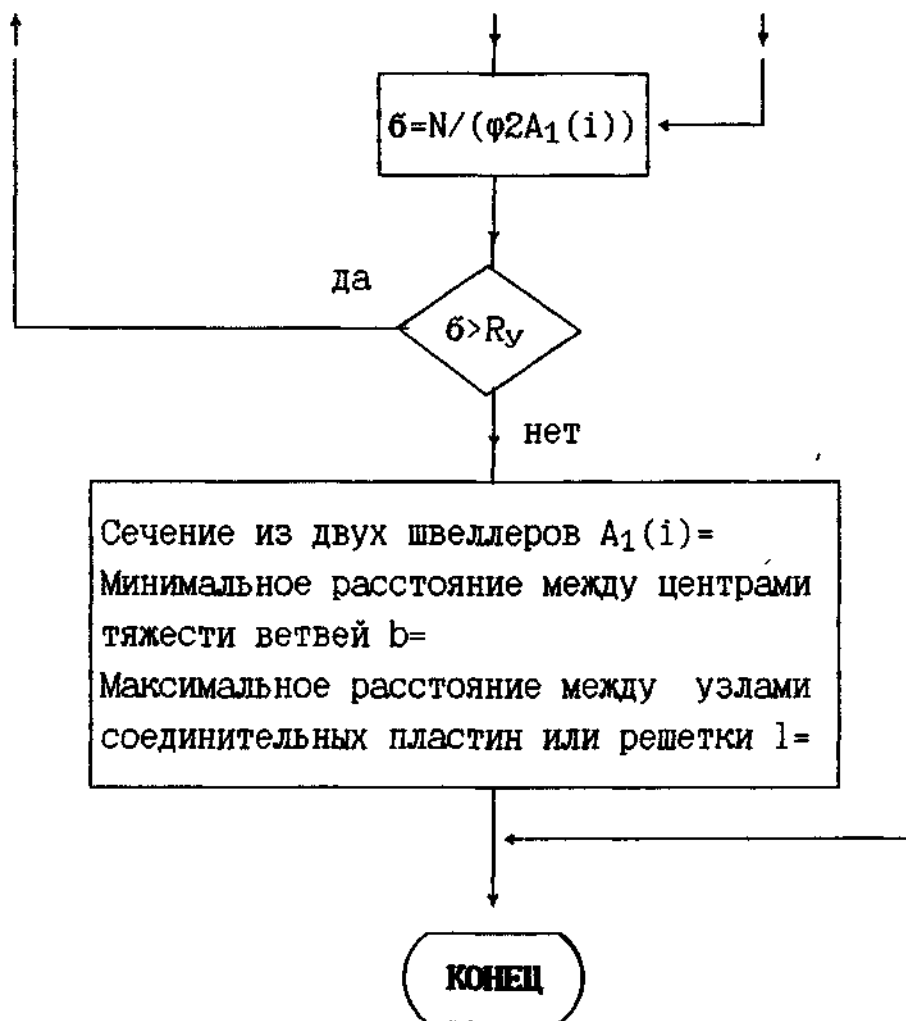 б=N/(φ2A₁(i))
да
б>Rу
нет
Сечение из двух швеллеров A₁(i)=
Минимальное расстояние между центрами
тяжести ветвей b=
Максимальное расстояние между узлами
соединительных пластин или решетки l=
КОНЕЦ